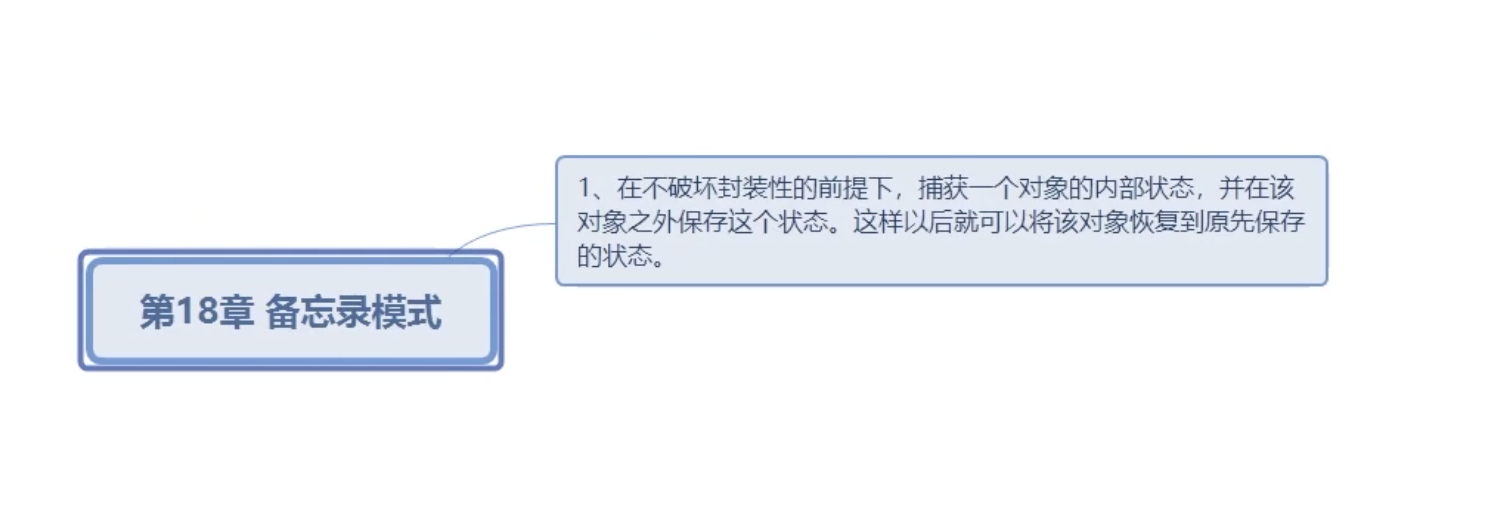 第18章 备忘录模式
1、在不破坏封装性的前提下，捕获一个对象的内部状态，并在该
对象之外保存这个状态。这样以后就可以将该对象恢复到原先保存
的状态。